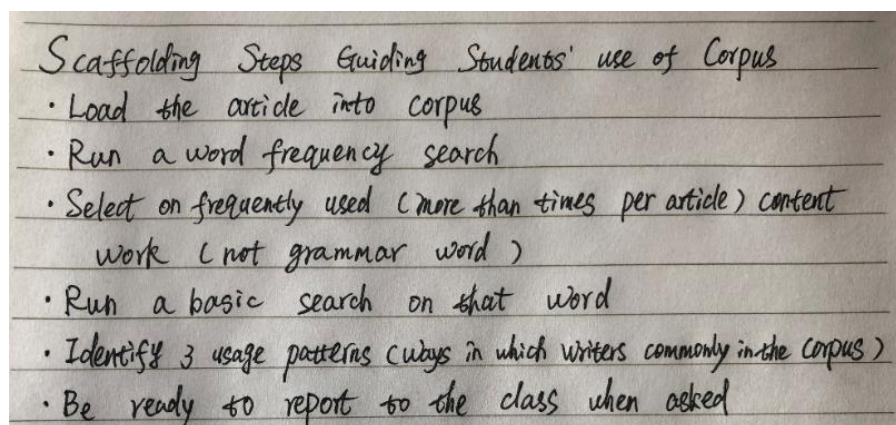 Scaffolding Steps Guiding Students' use of Corpus
· Load the article into corpus
· Run a word frequency search
· Select on frequently used (more than times per article) content
work (not grammar word)
· Run a basic search on that word
· Identify 3 usage patterns (ways in which writers commonly in the corpus)
· Be ready to report to the class when asked